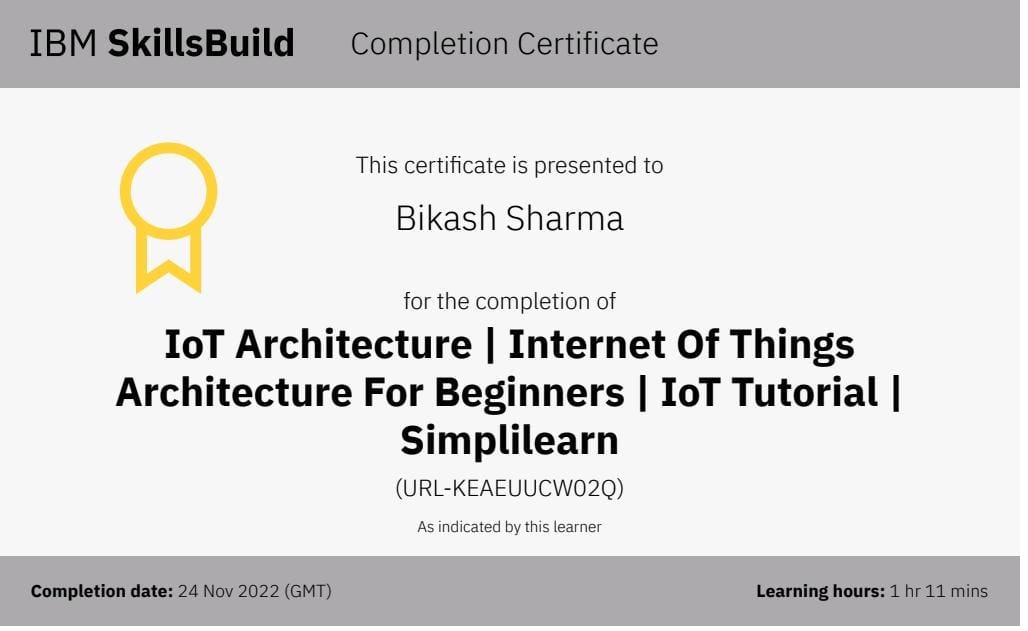 IBM SkillsBuild Completion Certificate
This certificate is presented to
Bikash Sharma
for the completion of
IoT Architecture | Internet Of Things
Architecture For Beginners | IoT Tutorial |
Simplilearn
(URL-KEAEUUCW02Q)
As indicated by this learner
Completion date: 24 Nov 2022 (GMT)
Learning hours: 1 hr 11 mins